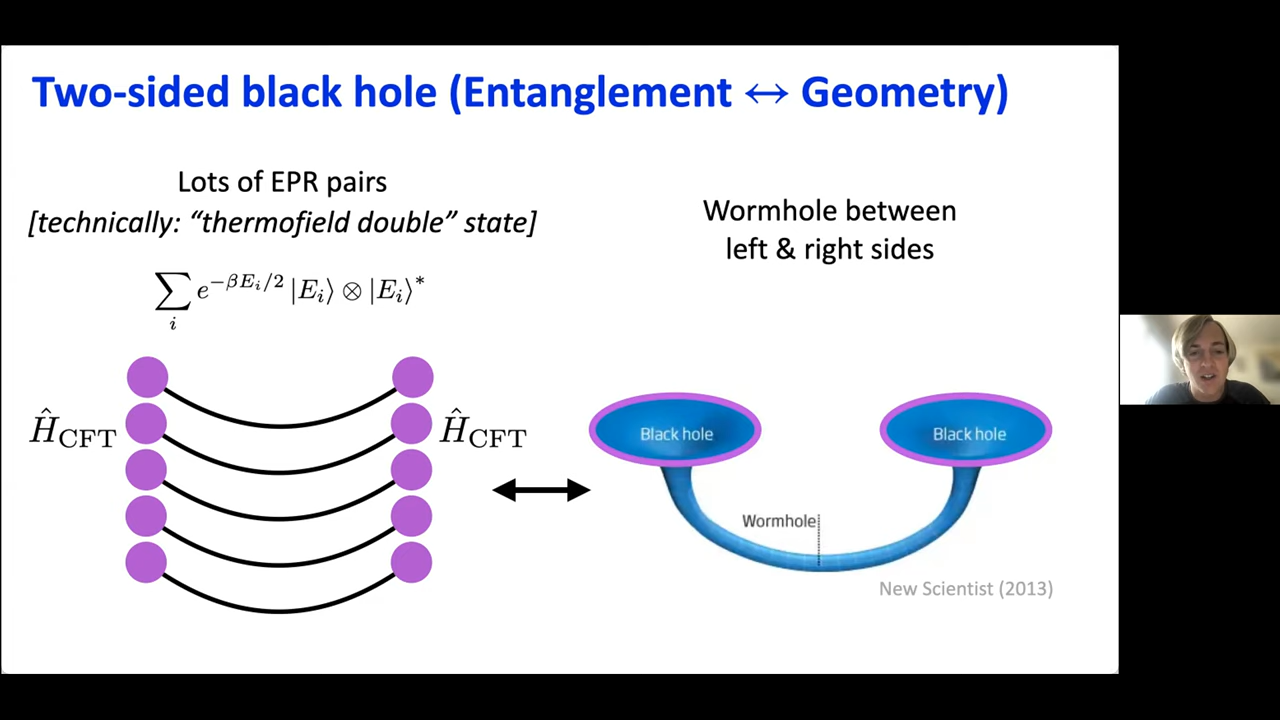 Two-sided black hole (Entanglement ↔ Geometry)
Lots of EPR pairs
[technically: “thermofield double” state]
∑_i e^{-βE_i/2} |E_i⟩ ⊗ |E_i⟩^*
Ĥ_CFT
Ĥ_CFT
Wormhole between
left & right sides
Black hole
Black hole
Wormhole
New Scientist (2013)